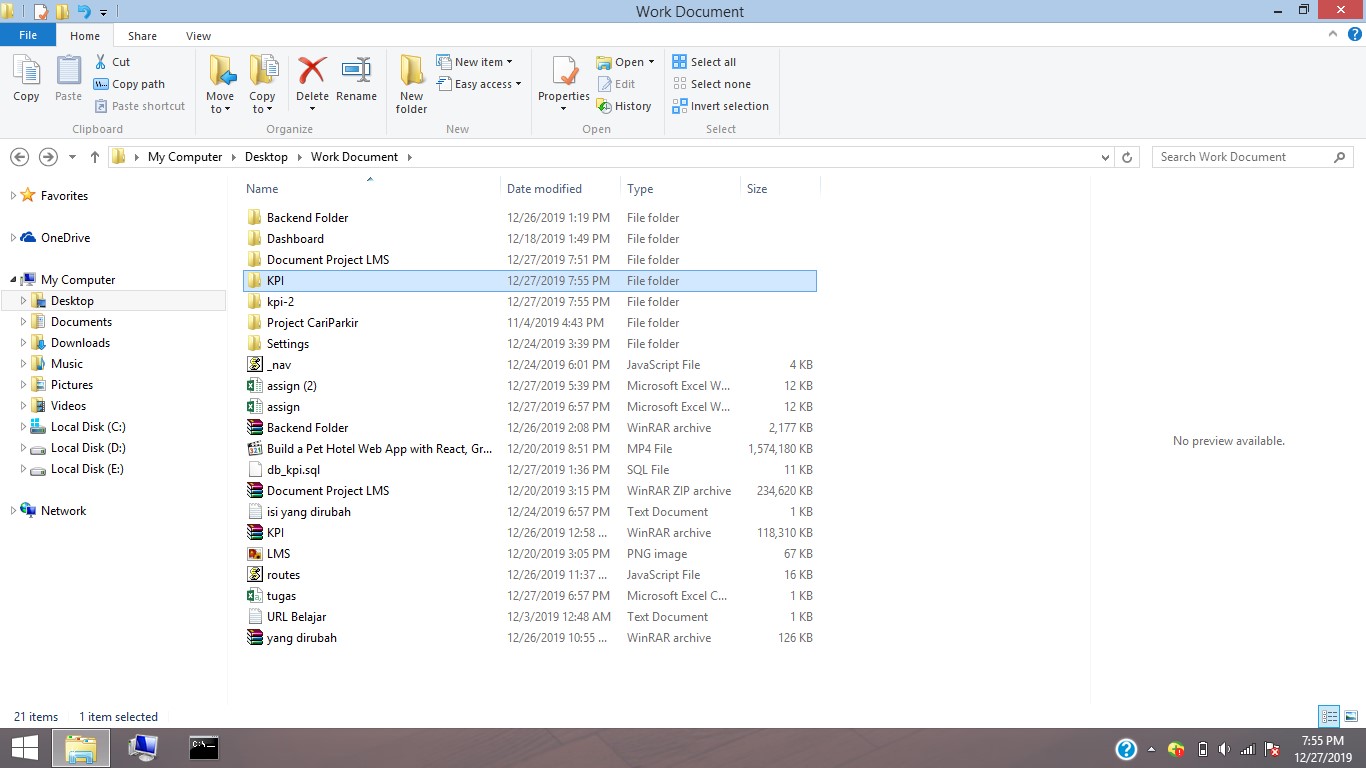 Work Document
File Home Share View
Copy
Paste
Cut
Copy path
Paste shortcut
Clipboard
Move to
Copy to
Delete
Rename
Organize
New folder
New item
Easy access
New
Properties
Open
Edit
History
Open
Select all
Select none
Invert selection
Select
My Computer Desktop Work Document
Search Work Document
Favorites
OneDrive
My Computer
Desktop
Documents
Downloads
Music
Pictures
Videos
Local Disk (C:)
Local Disk (D:)
Local Disk (E:)
Network
Name Date modified Type Size
Backend Folder 12/26/2019 1:19 PM File folder
Dashboard 12/18/2019 1:49 PM File folder
Document Project LMS 12/27/2019 7:51 PM File folder
KPI 12/27/2019 7:55 PM File folder
kpi-2 12/27/2019 7:55 PM File folder
Project CariParkir 11/4/2019 4:43 PM File folder
Settings 12/24/2019 3:39 PM File folder
_nav 12/24/2019 6:01 PM JavaScript File 4 KB
assign (2) 12/27/2019 5:39 PM Microsoft Excel W... 12 KB
assign 12/27/2019 6:57 PM Microsoft Excel W... 12 KB
Backend Folder 12/26/2019 2:08 PM WinRAR archive 2,177 KB
Build a Pet Hotel Web App with React, Gr... 12/20/2019 8:51 PM MP4 File 1,574,180 KB
db_kpi.sql 12/27/2019 1:36 PM SQL File 11 KB
Document Project LMS 12/20/2019 3:15 PM WinRAR ZIP archive 234,620 KB
isi yang dirubah 12/24/2019 6:57 PM Text Document 1 KB
KPI 12/26/2019 12:58 ... WinRAR archive 118,310 KB
LMS 12/20/2019 3:05 PM PNG image 67 KB
routes 12/26/2019 11:37 ... JavaScript File 16 KB
tugas 12/27/2019 6:57 PM Microsoft Excel C... 1 KB
URL Belajar 12/3/2019 12:48 AM Text Document 1 KB
yang dirubah 12/26/2019 10:55 ... WinRAR archive 126 KB
No preview available.
21 items 1 item selected
7:55 PM
12/27/2019